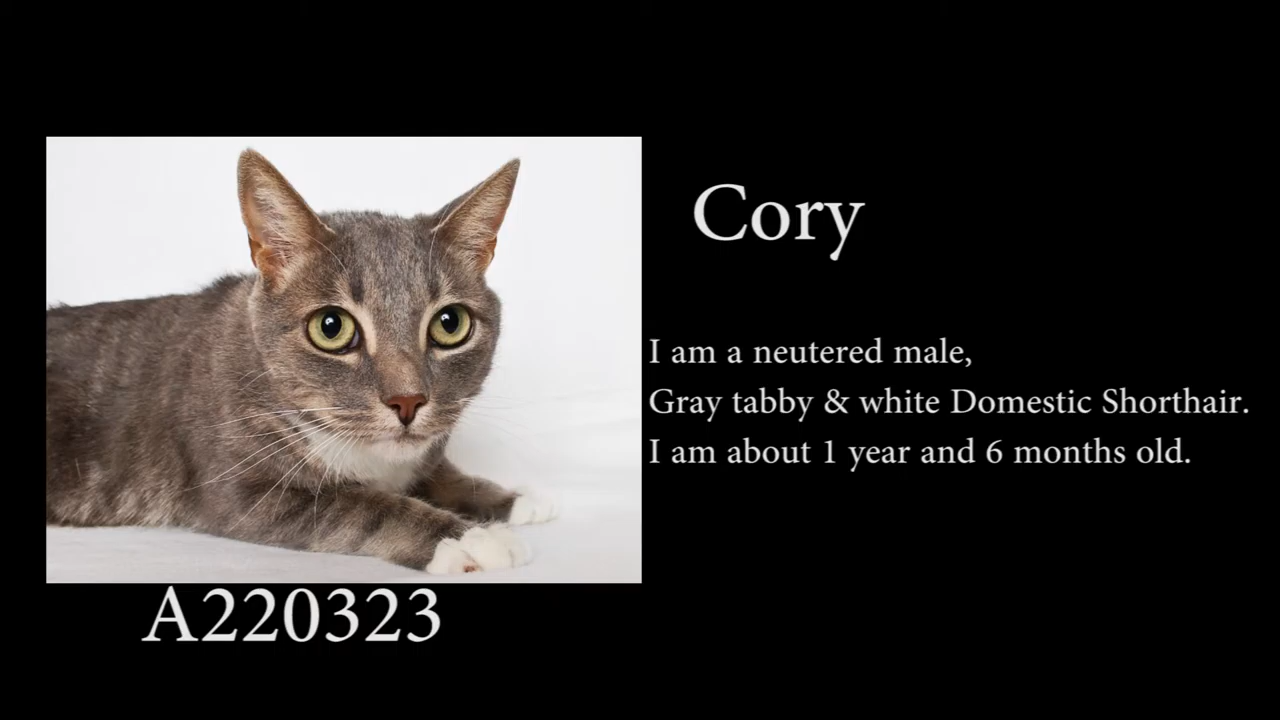 Cory
I am a neutered male,
Gray tabby & white Domestic Shorthair.
I am about 1 year and 6 months old.
A220323